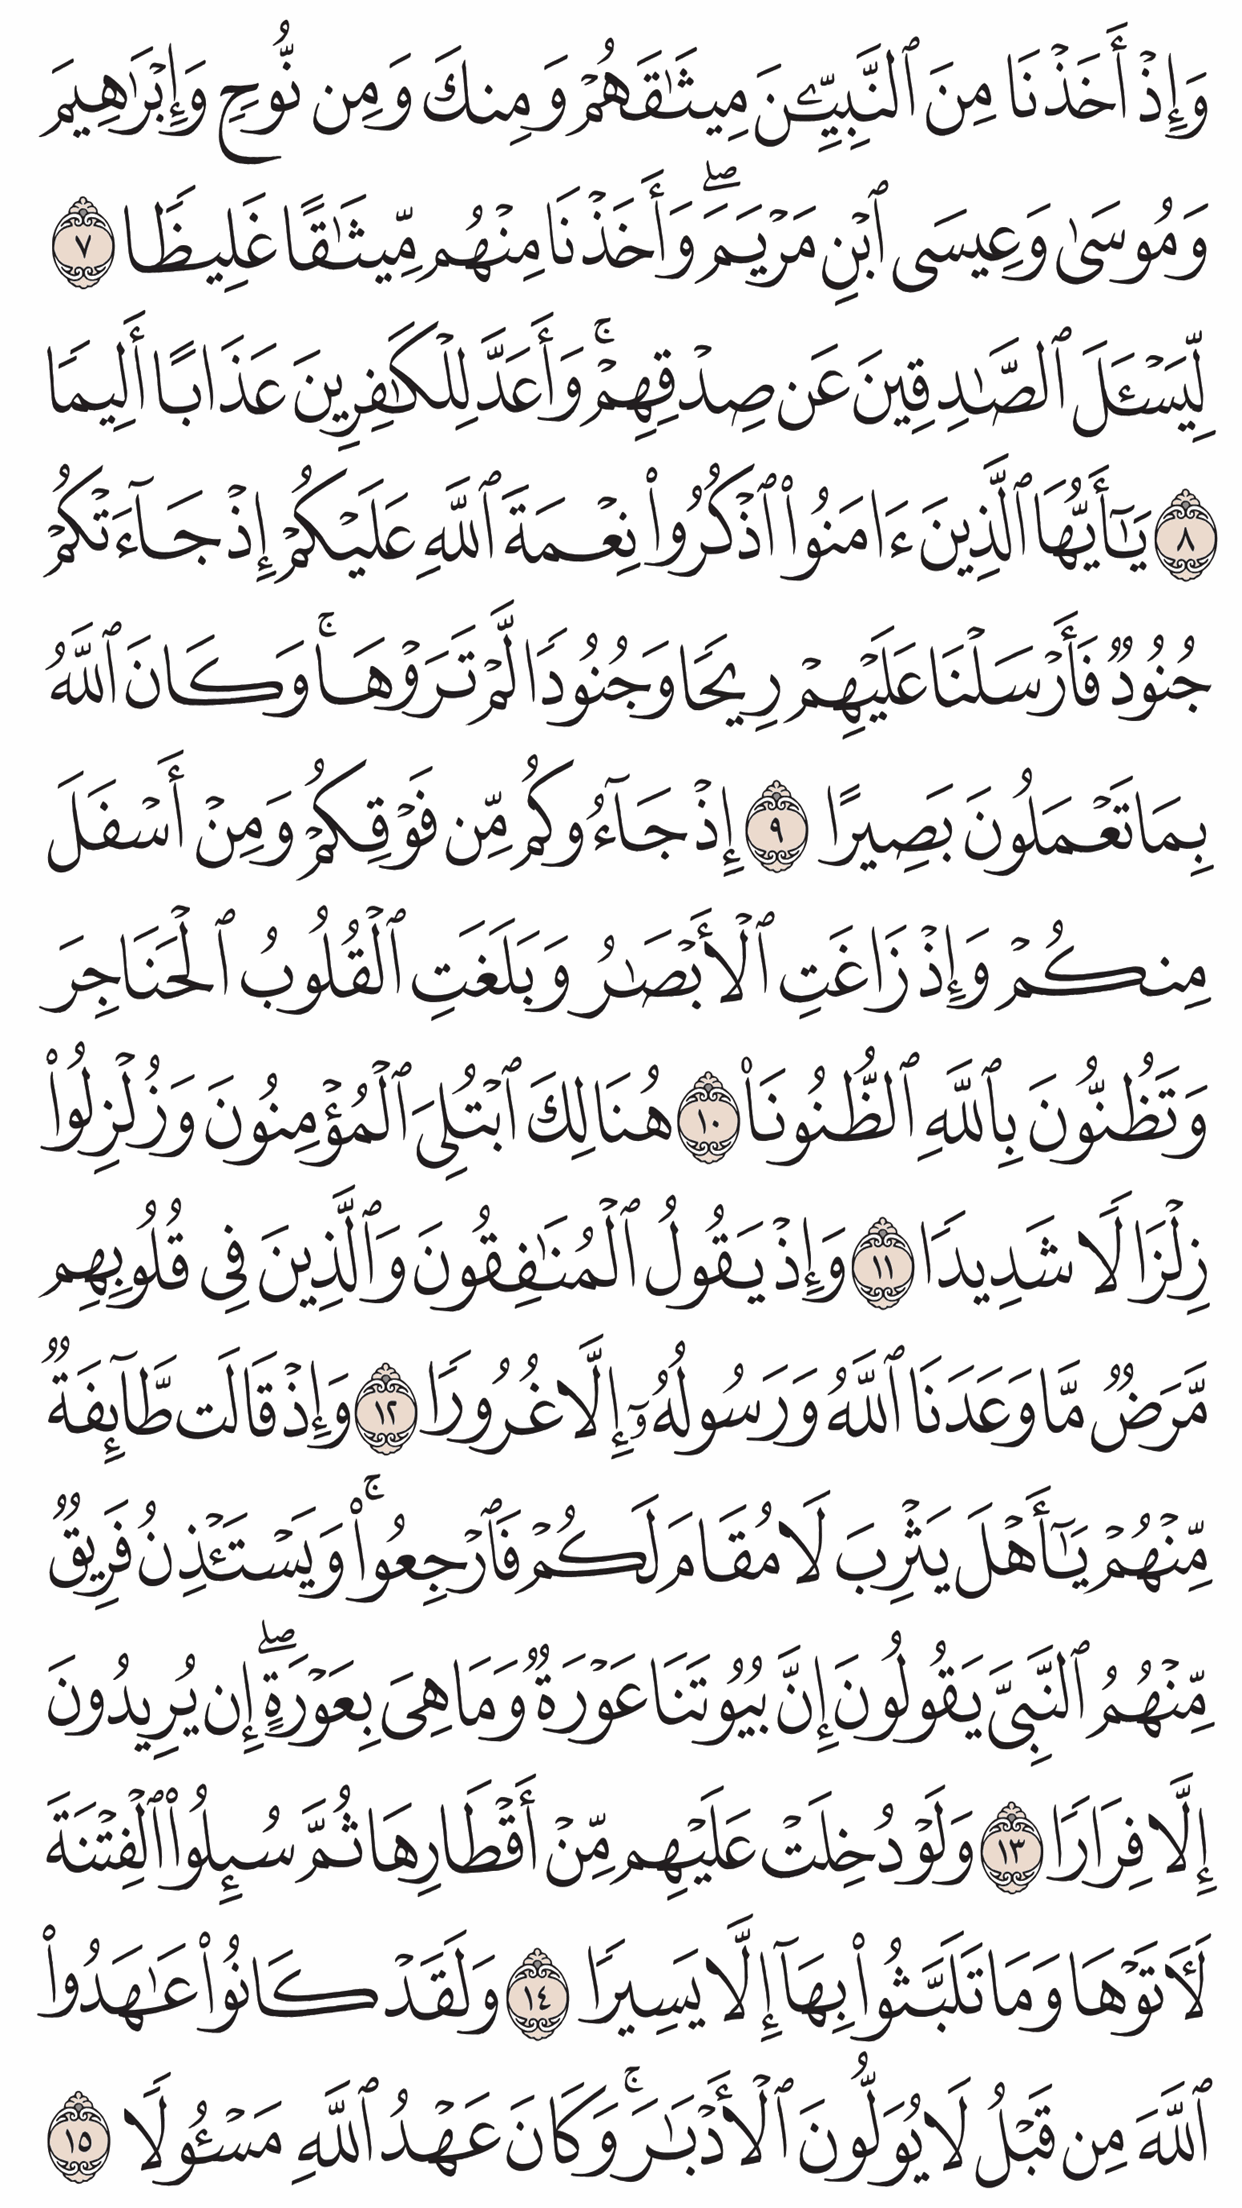 وَإِذۡ أَخَذۡنَا مِنَ ٱلنَّبِيِّـۧنَ مِيثَٰقَهُمۡ وَمِنكَ وَمِن نُّوحٖ وَإِبۡرَٰهِيمَ
وَمُوسَىٰ وَعِيسَى ٱبۡنِ مَرۡيَمَۖ وَأَخَذۡنَا مِنۡهُم مِّيثَٰقًا غَلِيظٗا ٧
لِّيَسۡـَٔلَ ٱلصَّٰدِقِينَ عَن صِدۡقِهِمۡۚ وَأَعَدَّ لِلۡكَٰفِرِينَ عَذَابًا أَلِيمٗا
٨ يَٰٓأَيُّهَا ٱلَّذِينَ ءَامَنُواْ ٱذۡكُرُواْ نِعۡمَةَ ٱللَّهِ عَلَيۡكُمۡ إِذۡ جَآءَتۡكُمۡ
جُنُودٞ فَأَرۡسَلۡنَا عَلَيۡهِمۡ رِيحٗا وَجُنُودٗا لَّمۡ تَرَوۡهَاۚ وَكَانَ ٱللَّهُ
بِمَا تَعۡمَلُونَ بَصِيرًا ٩ إِذۡ جَآءُوكُم مِّن فَوۡقِكُمۡ وَمِنۡ أَسۡفَلَ
مِنكُمۡ وَإِذۡ زَاغَتِ ٱلۡأَبۡصَٰرُ وَبَلَغَتِ ٱلۡقُلُوبُ ٱلۡحَنَاجِرَ
وَتَظُنُّونَ بِٱللَّهِ ٱلظُّنُونَا۠ ١٠ هُنَالِكَ ٱبۡتُلِيَ ٱلۡمُؤۡمِنُونَ وَزُلۡزِلُواْ
زِلۡزَالٗا شَدِيدٗا ١١ وَإِذۡ يَقُولُ ٱلۡمُنَٰفِقُونَ وَٱلَّذِينَ فِي قُلُوبِهِم
مَّرَضٞ مَّا وَعَدَنَا ٱللَّهُ وَرَسُولُهُۥٓ إِلَّا غُرُورٗا ١٢ وَإِذۡ قَالَت طَّآئِفَةٞ
مِّنۡهُمۡ يَٰٓأَهۡلَ يَثۡرِبَ لَا مُقَامَ لَكُمۡ فَٱرۡجِعُواْۚ وَيَسۡتَـٔۡذِنُ فَرِيقٞ
مِّنۡهُمُ ٱلنَّبِيَّ يَقُولُونَ إِنَّ بُيُوتَنَا عَوۡرَةٞ وَمَا هِيَ بِعَوۡرَةٍۖ إِن يُرِيدُونَ
إِلَّا فِرَارٗا ١٣ وَلَوۡ دُخِلَتۡ عَلَيۡهِم مِّنۡ أَقۡطَارِهَا ثُمَّ سُئِلُواْ ٱلۡفِتۡنَةَ
لَأٓتَوۡهَا وَمَا تَلَبَّثُواْ بِهَآ إِلَّا يَسِيرٗا ١٤ وَلَقَدۡ كَانُواْ عَٰهَدُواْ
ٱللَّهَ مِن قَبۡلُ لَا يُوَلُّونَ ٱلۡأَدۡبَٰرَۚ وَكَانَ عَهۡدُ ٱللَّهِ مَسۡـُٔولٗا ١٥